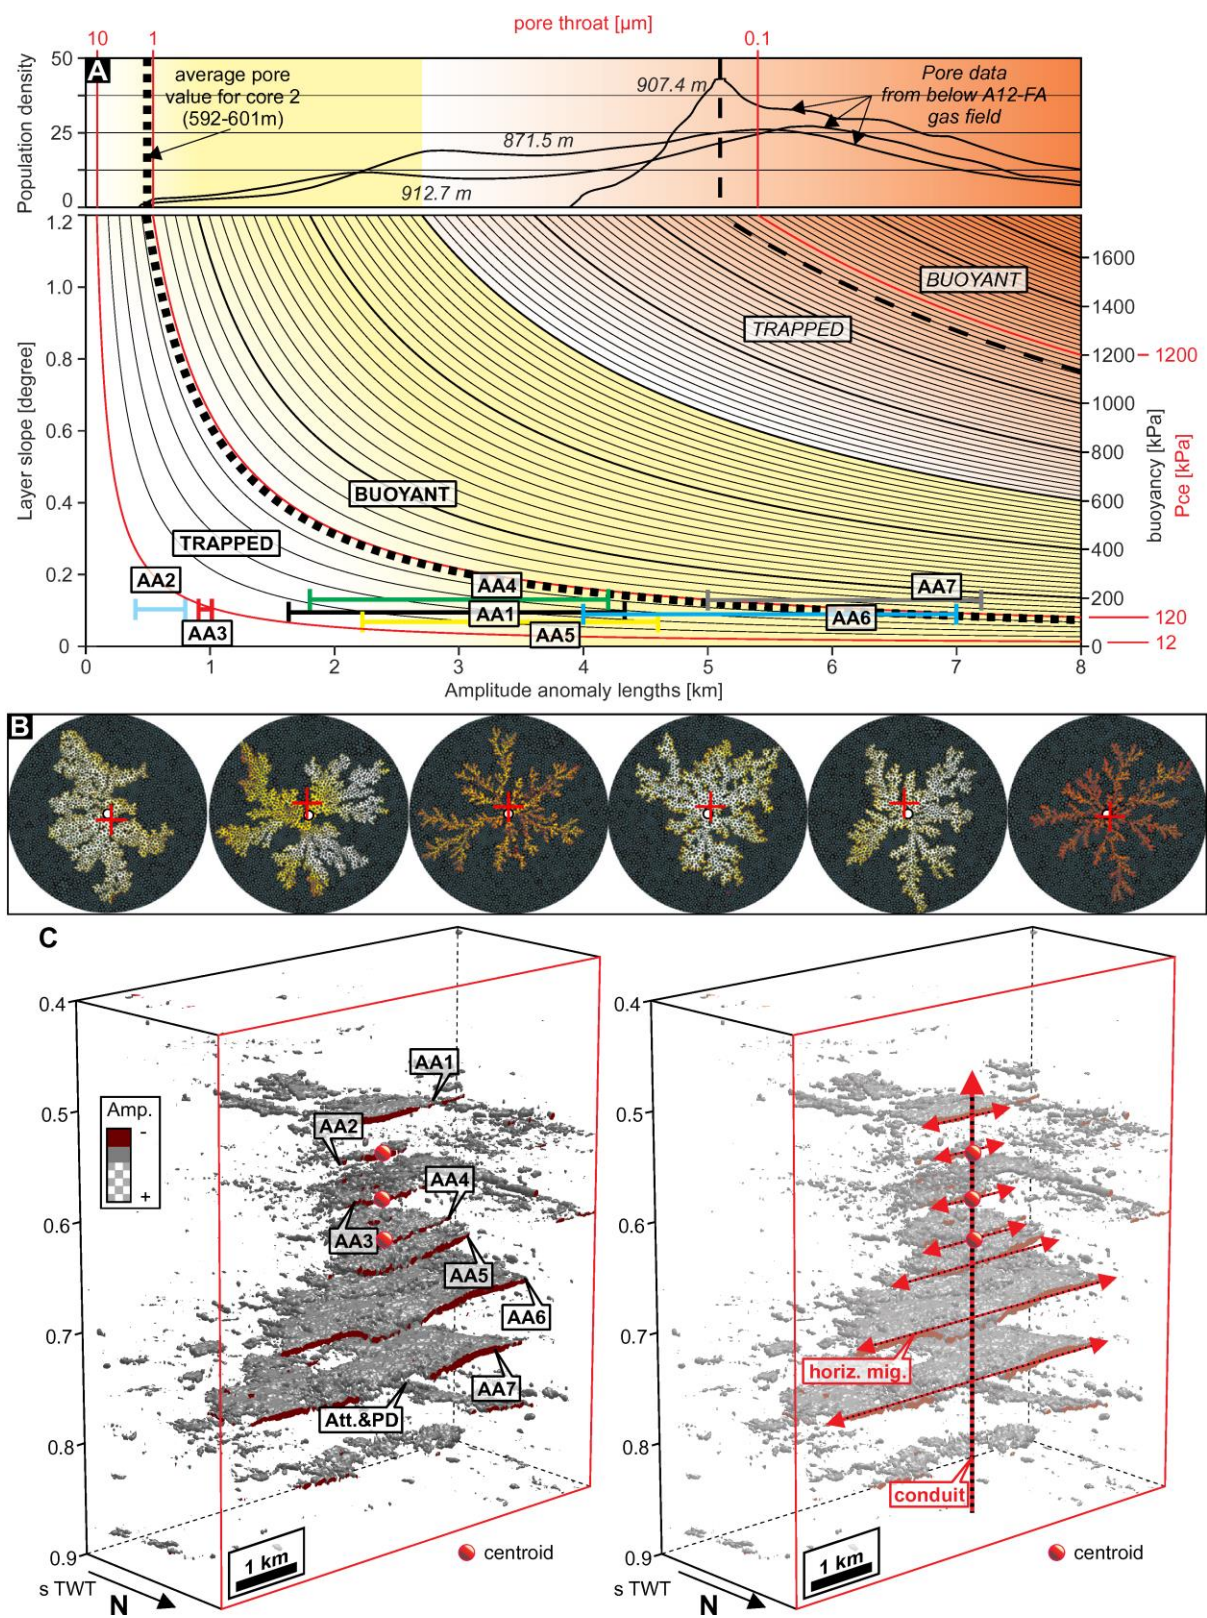 pore throat [µm]
10
1
0.1
A
Population density
50
25
0
average pore
value for core 2
(592-601m)
907.4 m
871.5 m
912.7 m
Pore data
from below A12-FA
gas field
Layer slope [degree]
1.2
1.0
0.8
0.6
0.4
0.2
0
BUOYANT
TRAPPED
BUOYANT
TRAPPED
AA2
AA3
AA4
AA1
AA5
AA7
AA6
1600
1400
1200
1000
800
600
400
200
0
buoyancy [kPa]
Pce [kPa]
1200
120
12
0
1
2
3
4
5
6
7
8
Amplitude anomaly lengths [km]
B
C
0.4
0.5
0.6
0.7
0.8
0.9
s TWT
N
Amp.
-
+
AA1
AA2
AA4
AA3
AA5
AA6
AA7
Att.&PD
1 km
centroid
0.4
0.5
0.6
0.7
0.8
0.9
s TWT
N
horiz. mig.
conduit
1 km
centroid